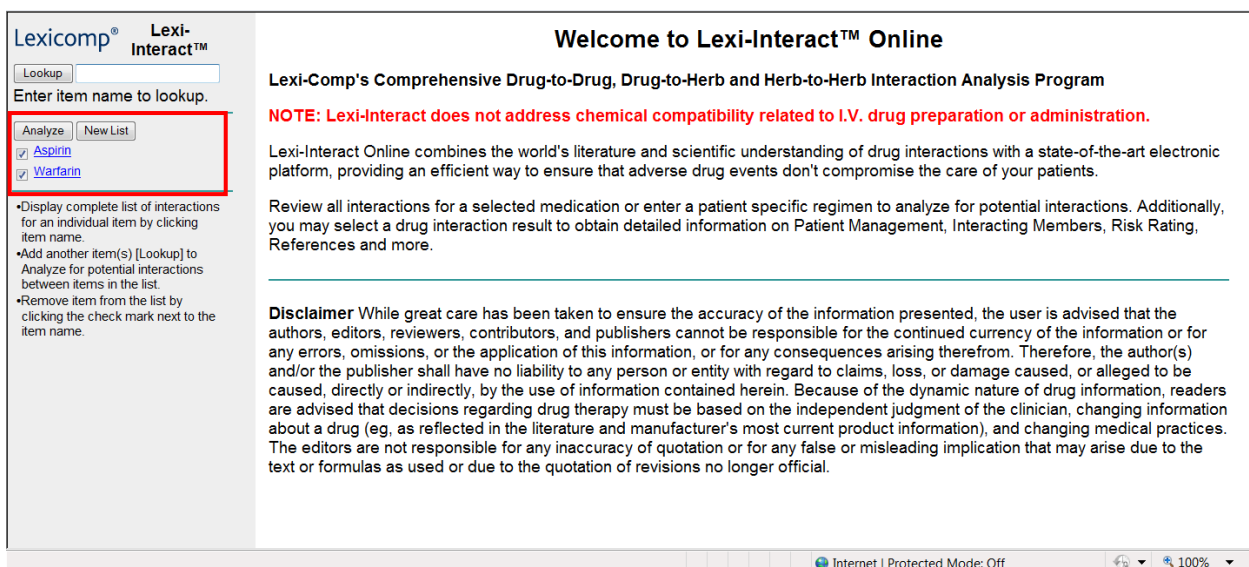 Lexicomp® Lexi-
Interact™
Lookup
Enter item name to lookup.
Analyze New List
Aspirin
Warfarin
•Display complete list of interactions
for an individual item by clicking
item name.
•Add another item(s) [Lookup] to
Analyze for potential interactions
between items in the list.
•Remove item from the list by
clicking the check mark next to the
item name.
Welcome to Lexi-Interact™ Online
Lexi-Comp's Comprehensive Drug-to-Drug, Drug-to-Herb and Herb-to-Herb Interaction Analysis Program
NOTE: Lexi-Interact does not address chemical compatibility related to I.V. drug preparation or administration.
Lexi-Interact Online combines the world's literature and scientific understanding of drug interactions with a state-of-the-art electronic
platform, providing an efficient way to ensure that adverse drug events don't compromise the care of your patients.
Review all interactions for a selected medication or enter a patient specific regimen to analyze for potential interactions. Additionally,
you may select a drug interaction result to obtain detailed information on Patient Management, Interacting Members, Risk Rating,
References and more.
Disclaimer While great care has been taken to ensure the accuracy of the information presented, the user is advised that the
authors, editors, reviewers, contributors, and publishers cannot be responsible for the continued currency of the information or for
any errors, omissions, or the application of this information, or for any consequences arising therefrom. Therefore, the author(s)
and/or the publisher shall have no liability to any person or entity with regard to claims, loss, or damage caused, or alleged to be
caused, directly or indirectly, by the use of information contained herein. Because of the dynamic nature of drug information, readers
are advised that decisions regarding drug therapy must be based on the independent judgment of the clinician, changing information
about a drug (eg, as reflected in the literature and manufacturer's most current product information), and changing medical practices.
The editors are not responsible for any inaccuracy of quotation or for any false or misleading implication that may arise due to the
text or formulas as used or due to the quotation of revisions no longer official.
Internet | Protected Mode: Off 100%